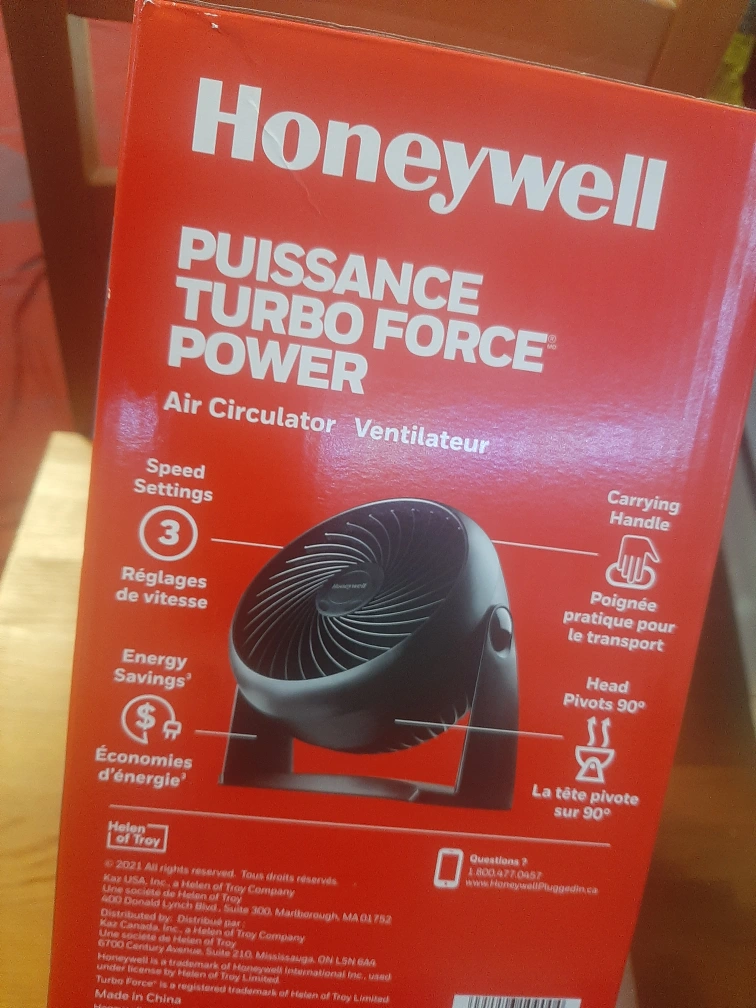 Honeywell
PUISSANCE
TURBO FORCE®
POWER
Air Circulator Ventilateur
Speed
Settings
3
Réglages
de vitesse
Carrying
Handle
Poignée
pratique pour
le transport
Honeywell
Energy
Savings³
$
Économies
d'énergie³
Head
Pivots 90°
La tête pivote
sur 90°
Helen
of Troy
© 2021 All rights reserved. Tous droits réservés.
Kaz USA, Inc., a Helen of Troy Company
Une société de Helen of Troy
400 Donald Lynch Blvd., Suite 300, Marlborough, MA 01752
Distributed by: Distribué par :
Kaz Canada, Inc., a Helen of Troy Company
Une société de Helen of Troy
6700 Century Avenue, Suite 210, Mississauga, ON L5N 6A4
Honeywell is a trademark of Honeywell International Inc., used
under license by Helen of Troy Limited.
Turbo Force® is a registered trademark of Helen of Troy Limited
Made in China
Questions ?
1.800.477.0457
www.HoneywellPluggedin.ca